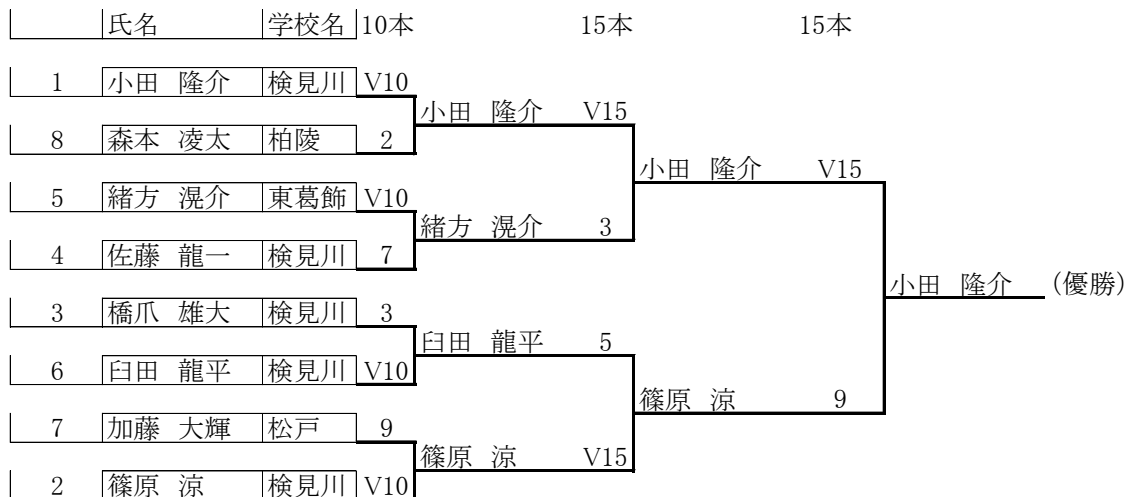 氏名 学校名 10本 15本 15本
1 小田 隆介 検見川 V10
小田 隆介 V15
8 森本 凌太 柏陵 2
小田 隆介 V15
5 緒方 滉介 東葛飾 V10
緒方 滉介 3
4 佐藤 龍一 検見川 7
小田 隆介 (優勝)
3 橋爪 雄大 検見川 3
臼田 龍平 5
6 臼田 龍平 検見川 V10
篠原 涼 9
7 加藤 大輝 松戸 9
篠原 涼 V15
2 篠原 涼 検見川 V10